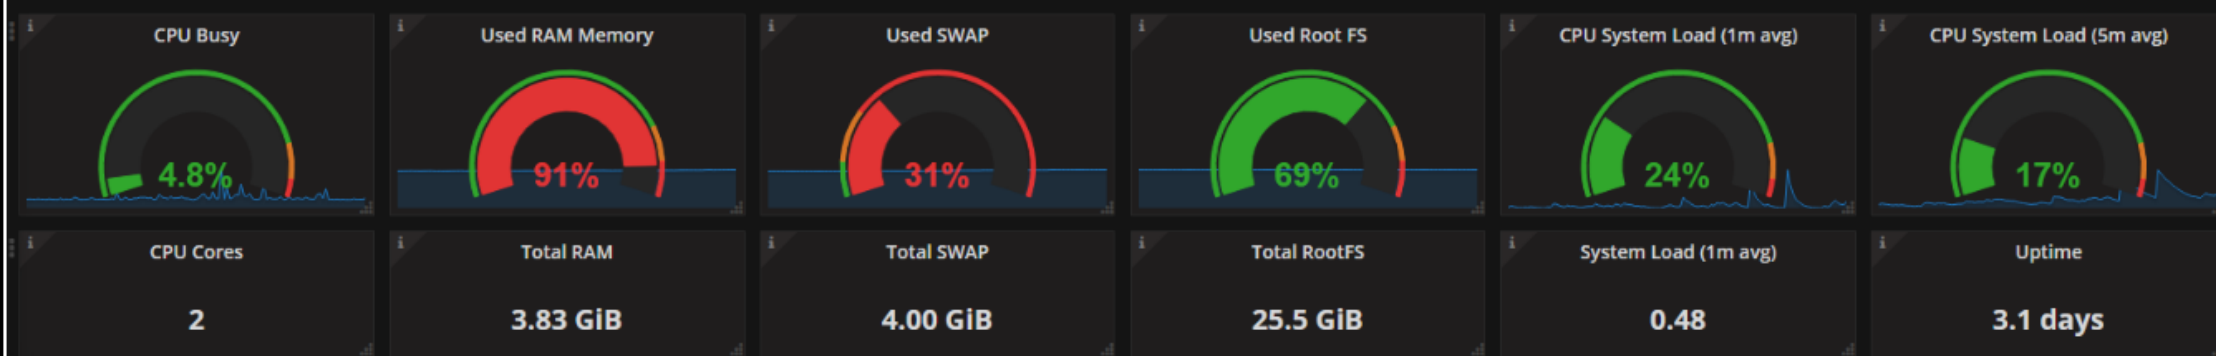 CPU Busy
4.8%
Used RAM Memory
91%
Used SWAP
31%
Used Root FS
69%
CPU System Load (1m avg)
24%
CPU System Load (5m avg)
17%
CPU Cores
2
Total RAM
3.83 GiB
Total SWAP
4.00 GiB
Total RootFS
25.5 GiB
System Load (1m avg)
0.48
Uptime
3.1 days